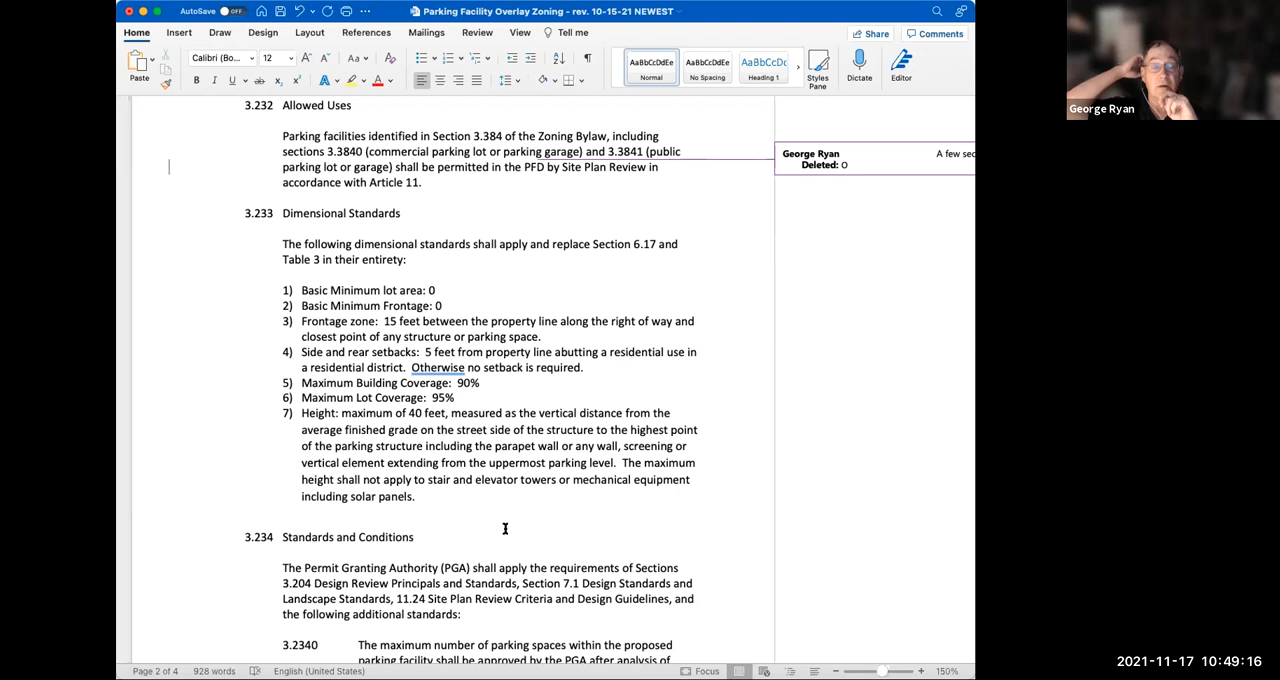 AutoSave OFF
Parking Facility Overlay Zoning - rev. 10-15-21 NEWEST
Home Insert Draw Design Layout References Mailings Review View Tell me
Share Comments
Calibri (Bo... 12
AaBbCcDdEe AaBbCcDdEe AaBbCcDc
Paste
Normal No Spacing Heading 1 Styles Pane Dictate Editor
George Ryan
3.232 Allowed Uses
Parking facilities identified in Section 3.384 of the Zoning Bylaw, including
sections 3.3840 (commercial parking lot or parking garage) and 3.3841 (public
parking lot or garage) shall be permitted in the PFD by Site Plan Review in
accordance with Article 11.
George Ryan A few sec
Deleted: O
3.233 Dimensional Standards
The following dimensional standards shall apply and replace Section 6.17 and
Table 3 in their entirety:
1) Basic Minimum lot area: 0
2) Basic Minimum Frontage: 0
3) Frontage zone: 15 feet between the property line along the right of way and
closest point of any structure or parking space.
4) Side and rear setbacks: 5 feet from property line abutting a residential use in
a residential district. Otherwise no setback is required.
5) Maximum Building Coverage: 90%
6) Maximum Lot Coverage: 95%
7) Height: maximum of 40 feet, measured as the vertical distance from the
average finished grade on the street side of the structure to the highest point
of the parking structure including the parapet wall or any wall, screening or
vertical element extending from the uppermost parking level. The maximum
height shall not apply to stair and elevator towers or mechanical equipment
including solar panels.
3.234 Standards and Conditions
The Permit Granting Authority (PGA) shall apply the requirements of Sections
3.204 Design Review Principals and Standards, Section 7.1 Design Standards and
Landscape Standards, 11.24 Site Plan Review Criteria and Design Guidelines, and
the following additional standards:
3.2340 The maximum number of parking spaces within the proposed
parking facility shall be approved by the PGA after analysis of
Page 2 of 4 928 words English (United States) Focus 150%
2021-11-17 10:49:16